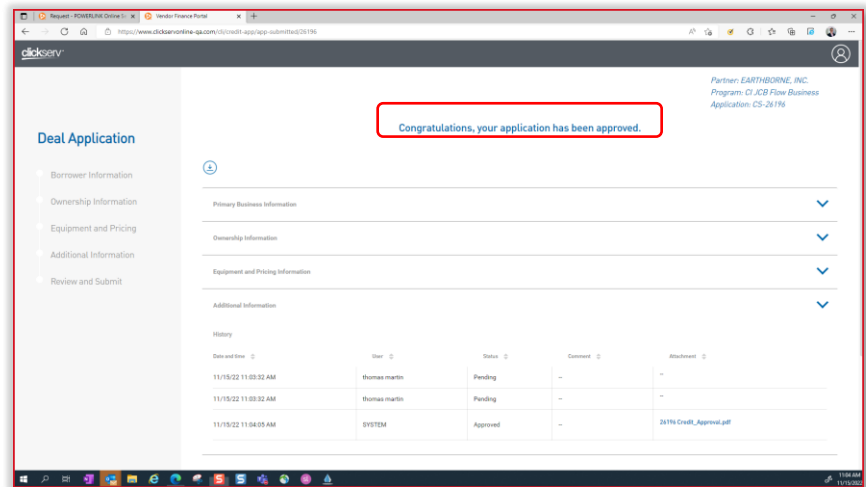 Request - POWERLINK Online S
Vendor Finance Portal
https://www.clickservonline-qa.com/cli/credit-app/app-submitted/26196
clickserv
Partner: EARTHBORNE, INC.
Program: CI JCB Flow Business
Application: CS-26196
Congratulations, your application has been approved.
Deal Application
Borrower Information
Ownership Information
Equipment and Pricing
Additional Information
Review and Submit
Primary Business Information
Ownership Information
Equipment and Pricing Information
Additional Information
History
Date and time User Status Comment Attachment
11/15/22 11:03:32 AM thomas martin Pending -- --
11/15/22 11:03:32 AM thomas martin Pending -- --
11/15/22 11:04:05 AM SYSTEM Approved -- 26196 Credit_Approval.pdf
11:04 AM
11/15/2022